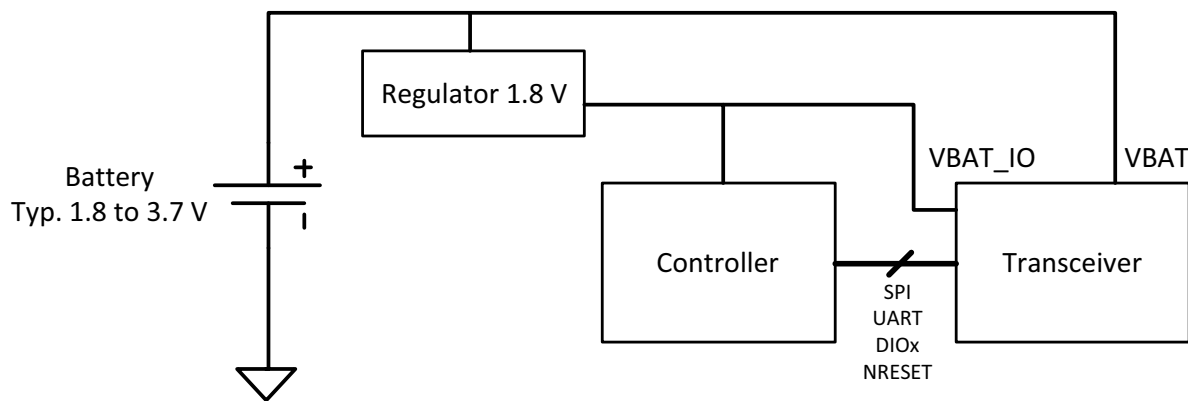 Regulator 1.8 V
VBAT_IO
VBAT
Battery
Typ. 1.8 to 3.7 V
+
-
Controller
Transceiver
SPI
UART
DIOx
NRESET